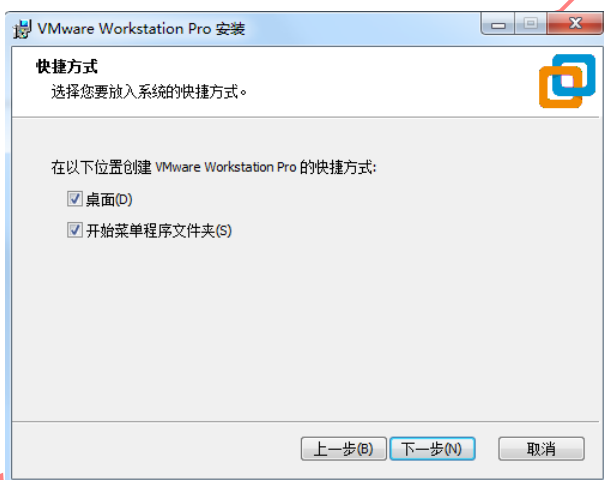 VMware Workstation Pro 安装
快捷方式
选择您要放入系统的快捷方式。
在以下位置创建 VMware Workstation Pro 的快捷方式:
桌面(D)
开始菜单程序文件夹(S)
上一步(B) 下一步(N) 取消